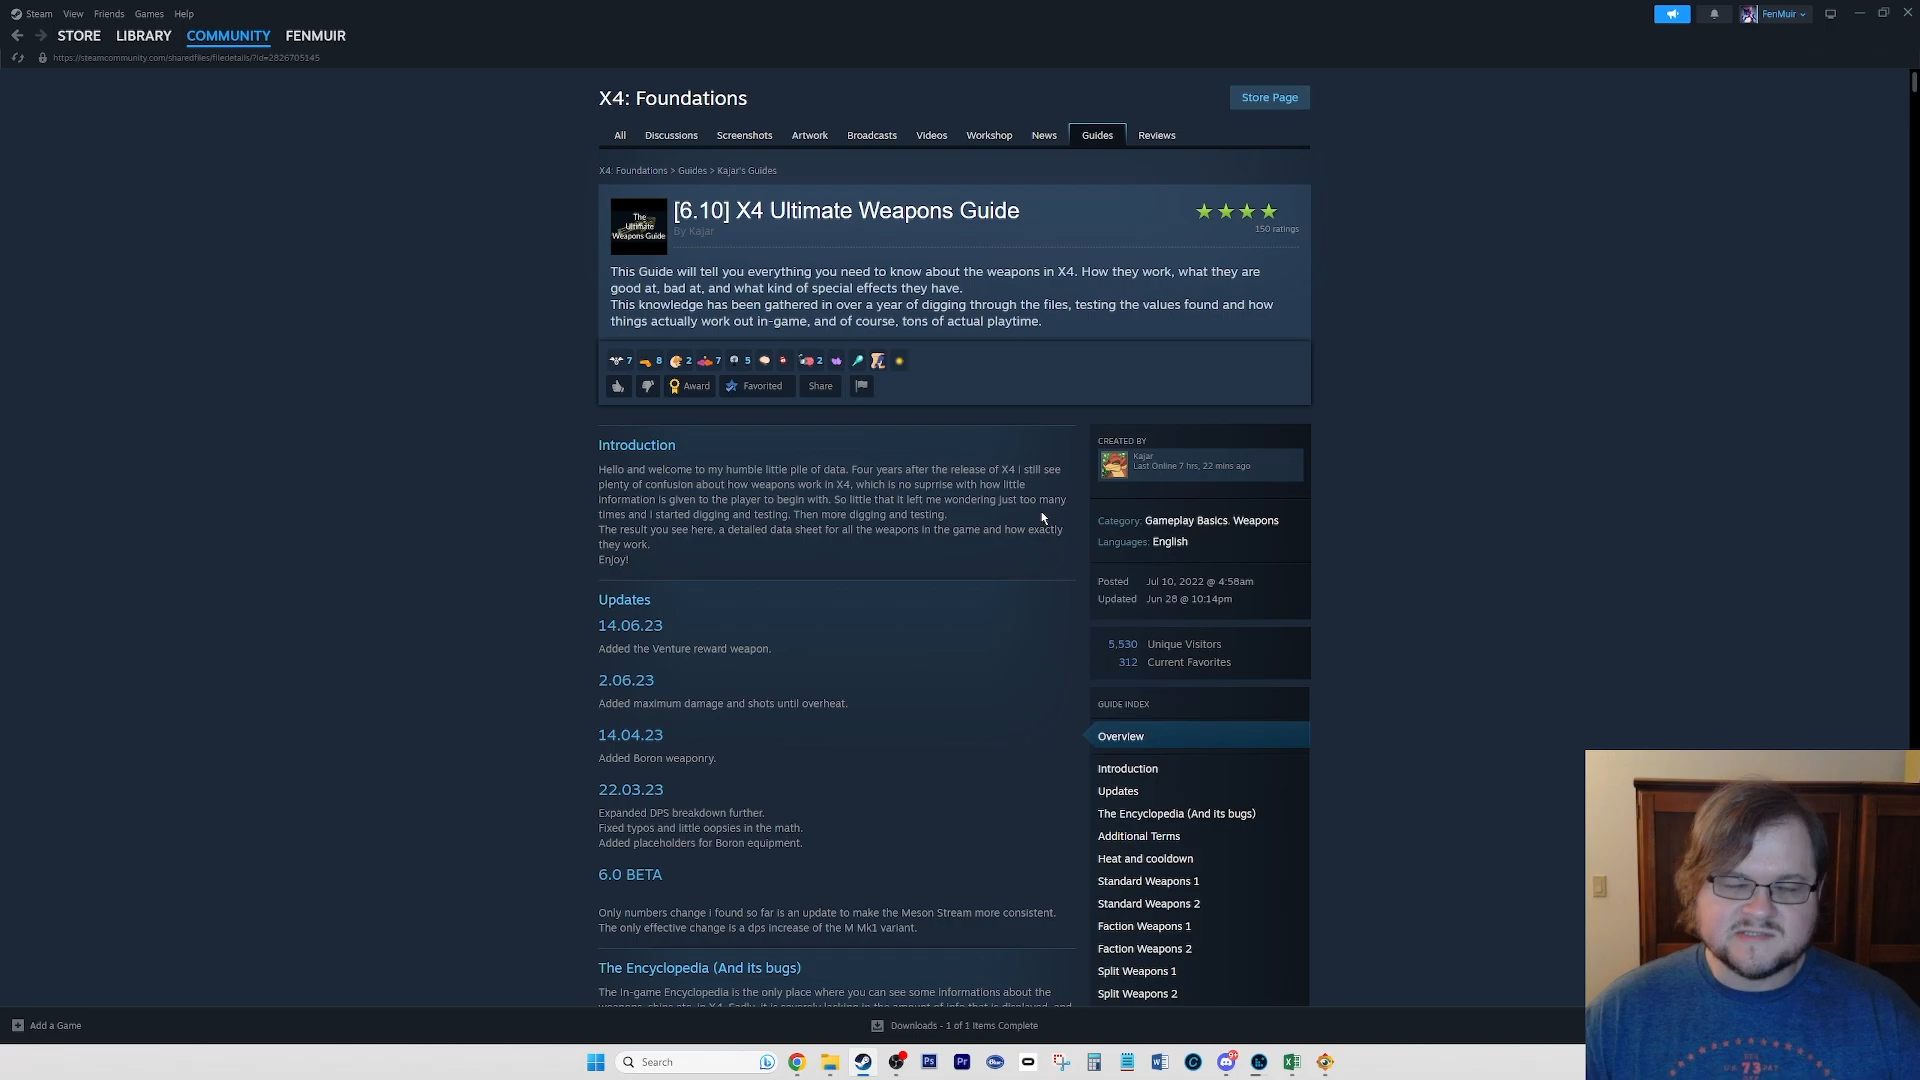 Steam View Friends Games Help
FenMuir
STORE LIBRARY COMMUNITY FENMUIR
https://steamcommunity.com/sharedfiles/filedetails/?id=2826705145
X4: Foundations
Store Page
All Discussions Screenshots Artwork Broadcasts Videos Workshop News Guides Reviews
X4: Foundations > Guides > Kajar's Guides
The Ultimate Weapons Guide
[6.10] X4 Ultimate Weapons Guide
By Kajar
150 ratings
This Guide will tell you everything you need to know about the weapons in X4. How they work, what they are
good at, bad at, and what kind of special effects they have.
This knowledge has been gathered in over a year of digging through the files, testing the values found and how
things actually work out in-game, and of course, tons of actual playtime.
7 8 2 7 5 2
Award Favorited Share
Introduction
Hello and welcome to my humble little pile of data. Four years after the release of X4 i still see
plenty of confusion about how weapons work in X4, which is no suprrise with how little
information is given to the player to begin with. So little that it left me wondering just too many
times and i started digging and testing. Then more digging and testing.
The result you see here, a detailed data sheet for all the weapons in the game and how exactly
they work.
Enjoy!
Updates
14.06.23
Added the Venture reward weapon.
2.06.23
Added maximum damage and shots until overheat.
14.04.23
Added Boron weaponry.
22.03.23
Expanded DPS breakdown further.
Fixed typos and little oopsies in the math.
Added placeholders for Boron equipment.
6.0 BETA
Only numbers change i found so far is an update to make the Meson Stream more consistent.
The only effective change is a dps increase of the M Mk1 variant.
The Encyclopedia (And its bugs)
The In-game Encyclopedia is the only place where you can see some informations about the
CREATED BY
Kajar
Last Online 7 hrs, 22 mins ago
Category: Gameplay Basics, Weapons
Languages: English
Posted Jul 10, 2022 @ 4:58am
Updated Jun 28 @ 10:14pm
5,530 Unique Visitors
312 Current Favorites
GUIDE INDEX
Overview
Introduction
Updates
The Encyclopedia (And its bugs)
Additional Terms
Heat and cooldown
Standard Weapons 1
Standard Weapons 2
Faction Weapons 1
Faction Weapons 2
Split Weapons 1
Split Weapons 2
Add a Game
Downloads - 1 of 1 Items Complete
Search
73